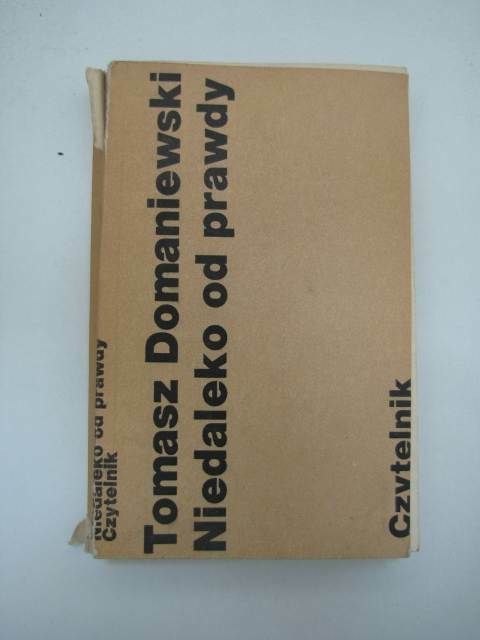 Tomasz Domaniewski
Niedaleko od prawdy
Czytelnik
Niedaleko od prawdy
Czytelnik